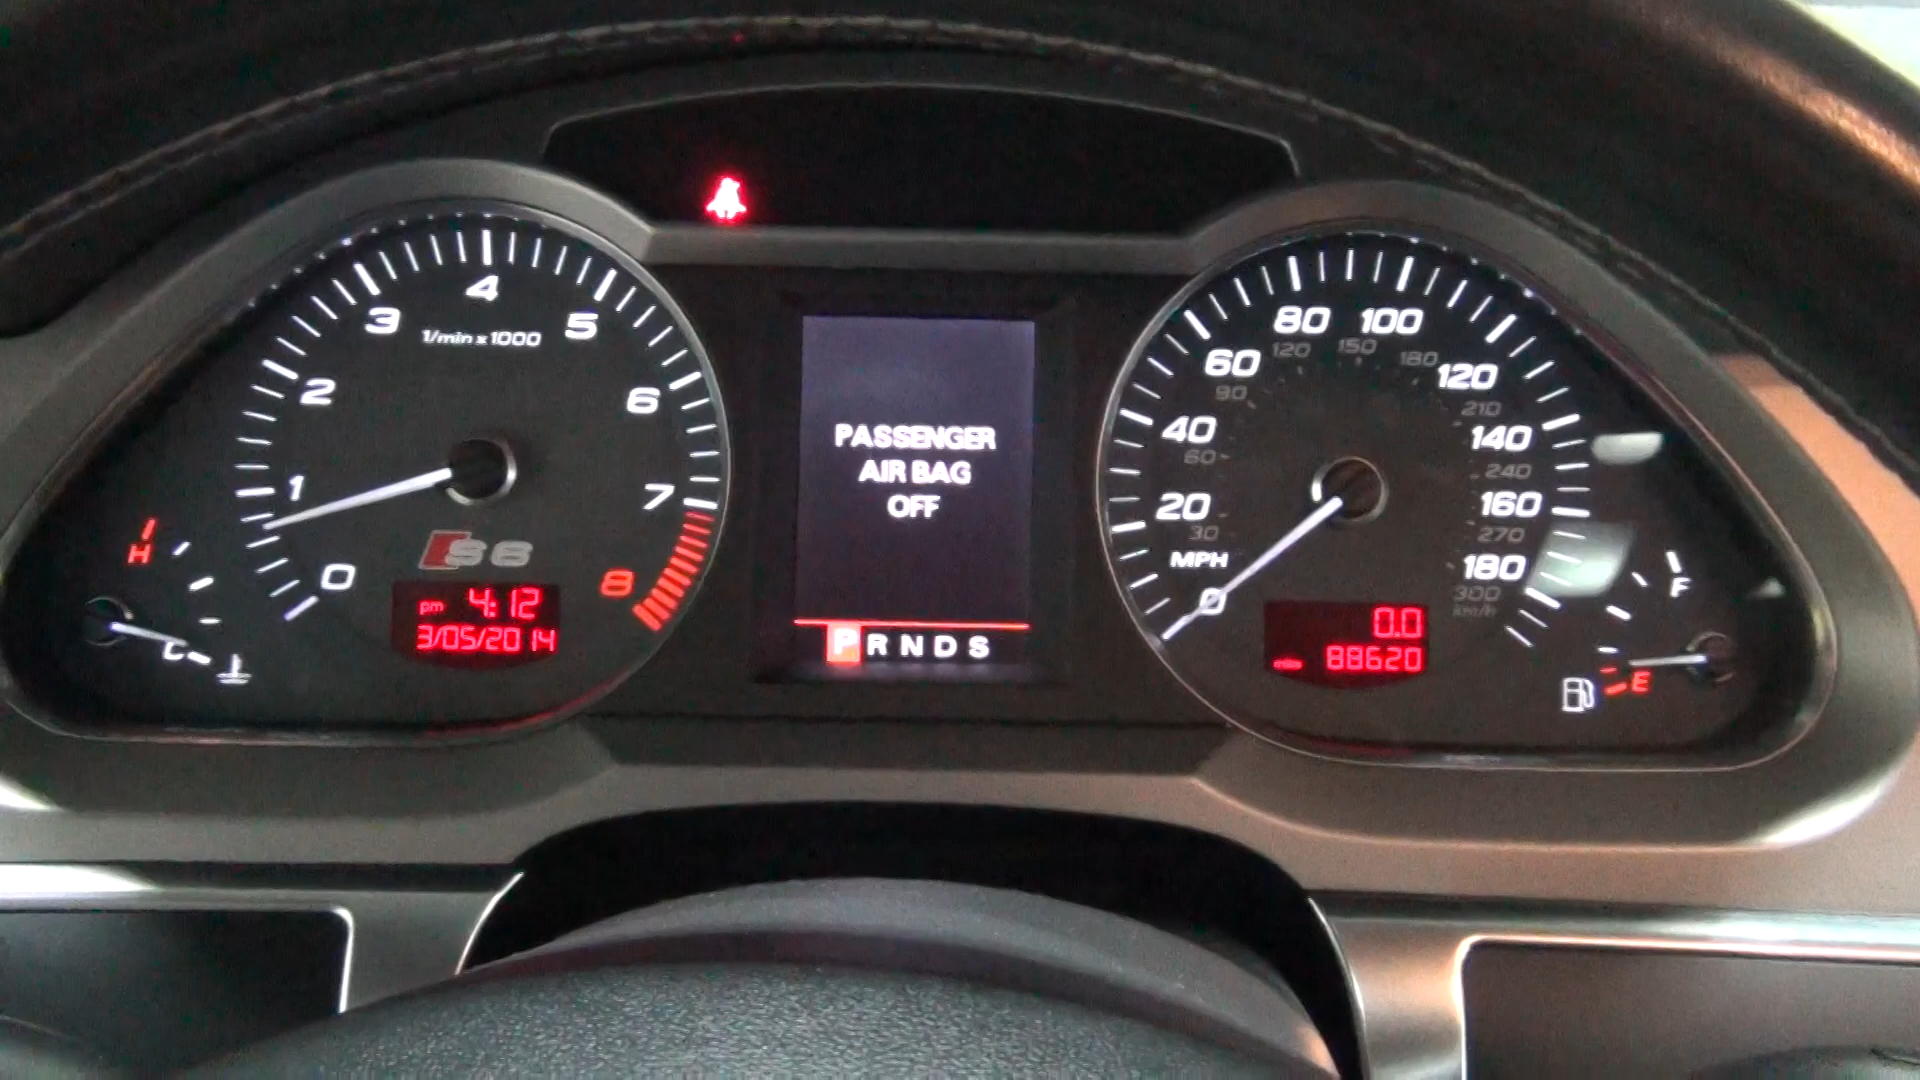 4
3
5
1/min x 1000
2
6
1
7
0
8
S6
H
C
pm 4:12
3/05/2014
PASSENGER
AIR BAG
OFF
P R N D S
80 100
120 150 180
60 120
90 210
40 140
60 240
20 160
30 270
MPH 180
0 300
km/h
0.0
miles 88620
F
E